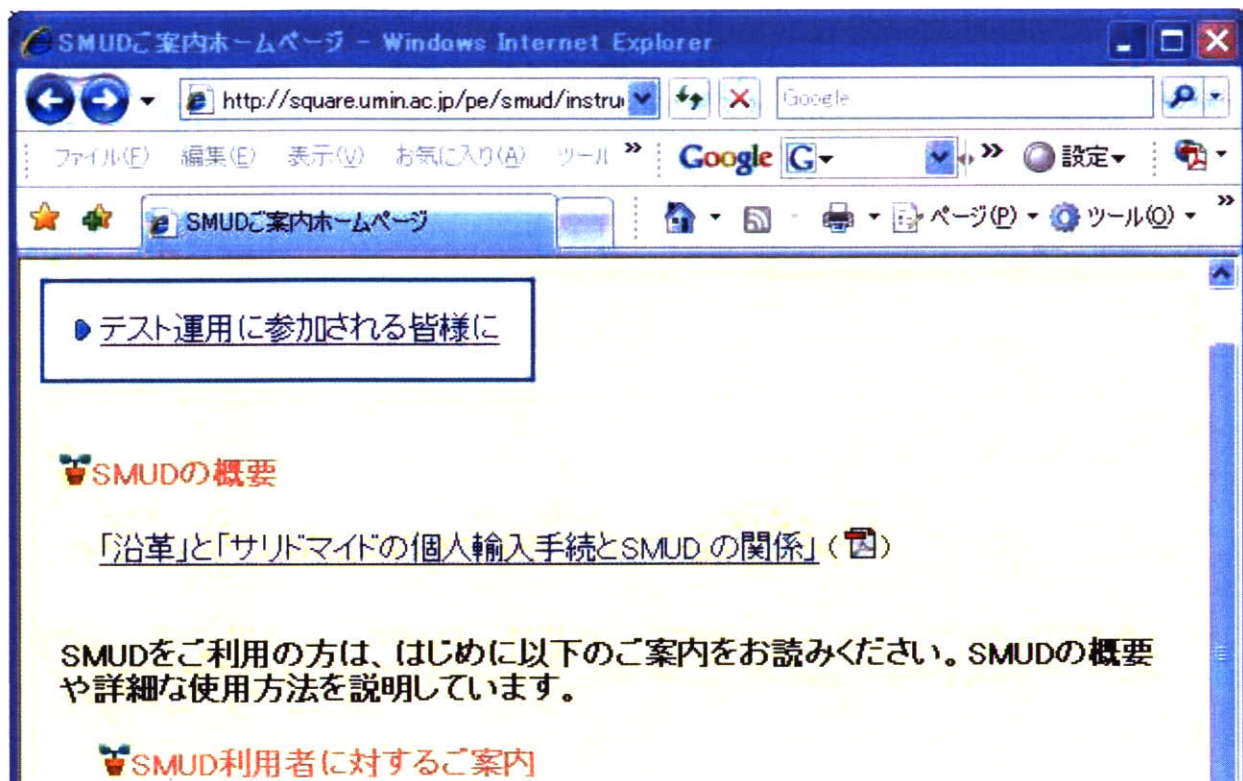 SMUDご案内ホームページ - Windows Internet Explorer
http://square.umin.ac.jp/pe/smud/instru
Google
ファイル(F) 編集(E) 表示(V) お気に入り(A) ツール » Google G » 設定
SMUDご案内ホームページ ページ(P) ツール(O) »
テスト運用に参加される皆様に
SMUDの概要
「沿革」と「サリドマイドの個人輸入手続とSMUD の関係」()
SMUDをご利用の方は、はじめに以下のご案内をお読みください。SMUDの概要
や詳細な使用方法を説明しています。
SMUD利用者に対するご案内